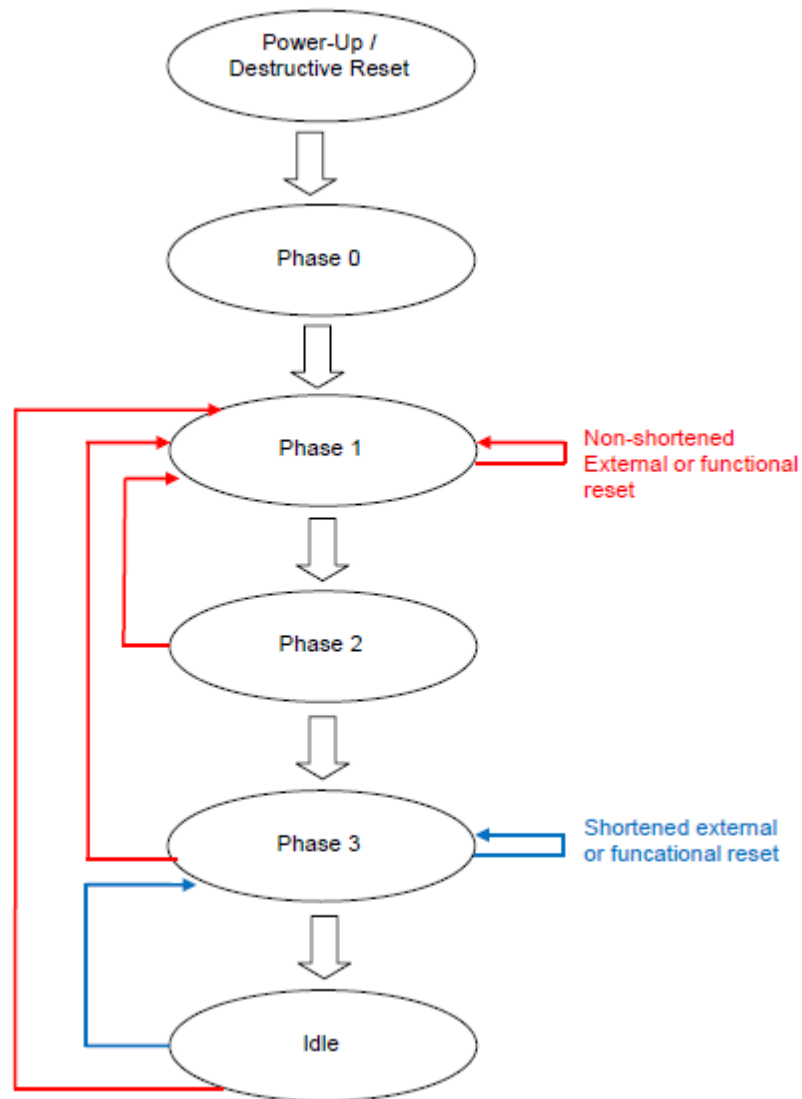 Power-Up /
Destructive Reset
Phase 0
Phase 1
Non-shortened
External or functional
reset
Phase 2
Phase 3
Shortened external
or funcational reset
Idle